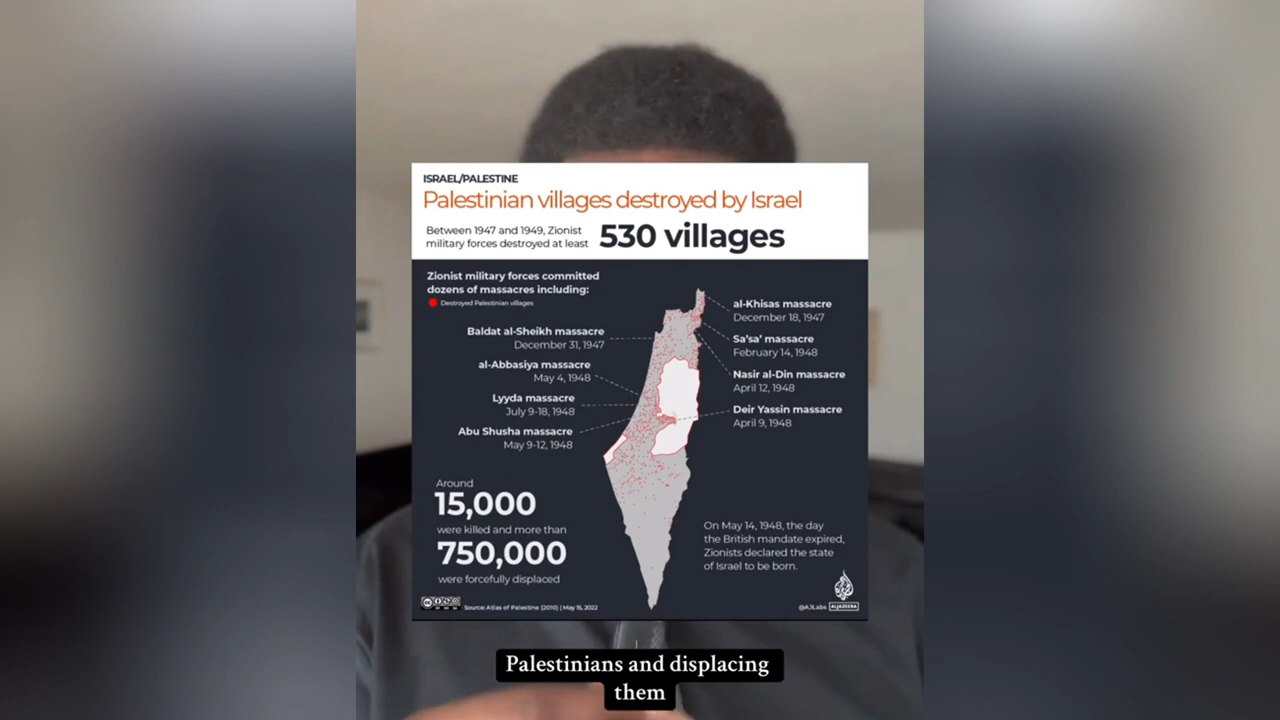 ISRAEL/PALESTINE
Palestinian villages destroyed by Israel
Between 1947 and 1949, Zionist
military forces destroyed at least
530 villages
Zionist military forces committed
dozens of massacres including:
Destroyed Palestinian villages
Baldat al-Sheikh massacre
December 31, 1947
al-Abbasiya massacre
May 4, 1948
Lyyda massacre
July 9-18, 1948
Abu Shusha massacre
May 9-12, 1948
al-Khisas massacre
December 18, 1947
Sa'sa' massacre
February 14, 1948
Nasir al-Din massacre
April 12, 1948
Deir Yassin massacre
April 9, 1948
Around
15,000
were killed and more than
750,000
were forcefully displaced
On May 14, 1948, the day
the British mandate expired,
Zionists declared the state
of Israel to be born.
Source: Atlas of Palestine (2010) | May 15, 2022
@AJLabs ALJAZEERA
Palestinians and displacing
them